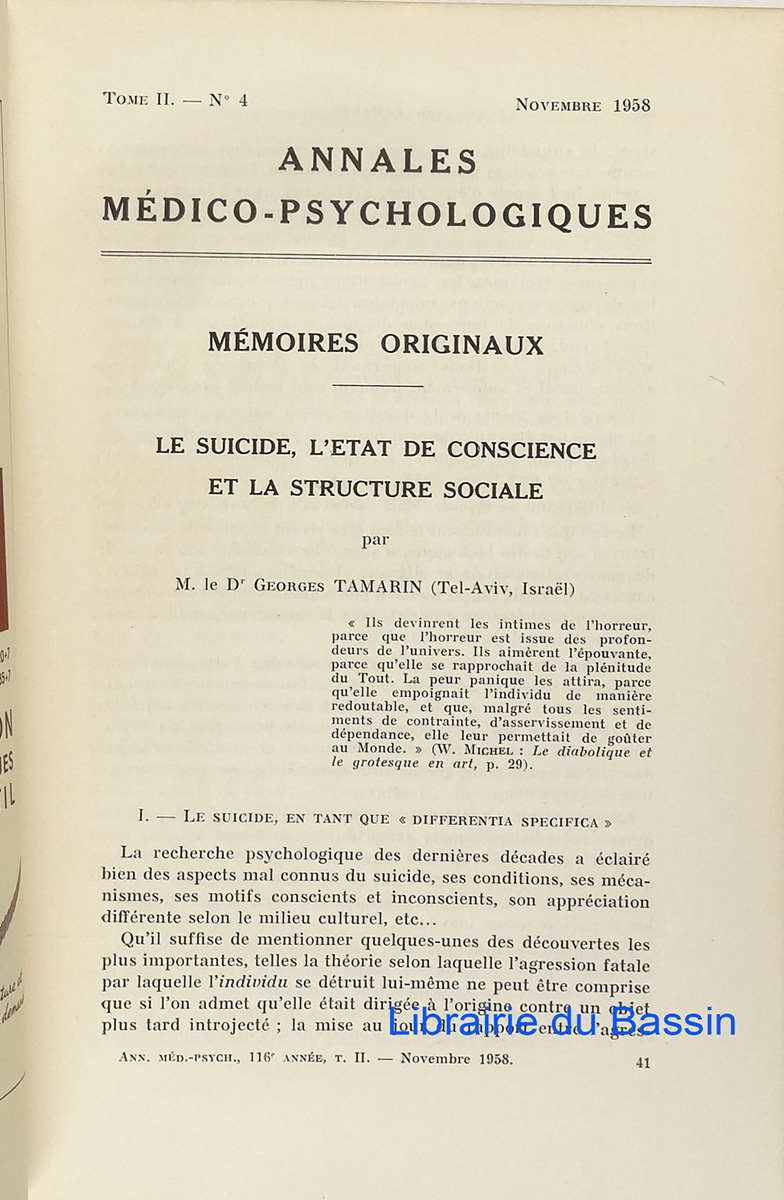 TOME II. — N° 4
NOVEMBRE 1958
ANNALES
MÉDICO-PSYCHOLOGIQUES
MÉMOIRES ORIGINAUX
LE SUICIDE, L'ETAT DE CONSCIENCE
ET LA STRUCTURE SOCIALE
par
M. le Dr GEORGES TAMARIN (Tel-Aviv, Israël)
« Ils devinrent les intimes de l'horreur,
parce que l'horreur est issue des profon-
deurs de l'univers. Ils aimèrent l'épouvante,
parce qu'elle se rapprochait de la plénitude
du Tout. La peur panique les attira, parce
qu'elle empoignait l'individu de manière
redoutable, et que, malgré tous les senti-
ments de contrainte, d'asservissement et de
dépendance, elle leur permettait de goûter
au Monde. » (W. MICHEL : Le diabolique et
le grotesque en art, p. 29).
I. — LE SUICIDE, EN TANT QUE « DIFFERENTIA SPECIFICA »
La recherche psychologique des dernières décades a éclairé
bien des aspects mal connus du suicide, ses conditions, ses méca-
nismes, ses motifs conscients et inconscients, son appréciation
différente selon le milieu culturel, etc...
Qu'il suffise de mentionner quelques-unes des découvertes les
plus importantes, telles la théorie selon laquelle l'agression fatale
par laquelle l'individu se détruit lui-même ne peut être comprise
que si l'on admet qu'elle était dirigée à l'origine contre un objet
plus tard introjecté ; la mise au jour du rapport entre l'agres-
Librairie du Bassin
ANN. MÉD.-PSYCH., 116e ANNÉE, T. II. — Novembre 1958.
41